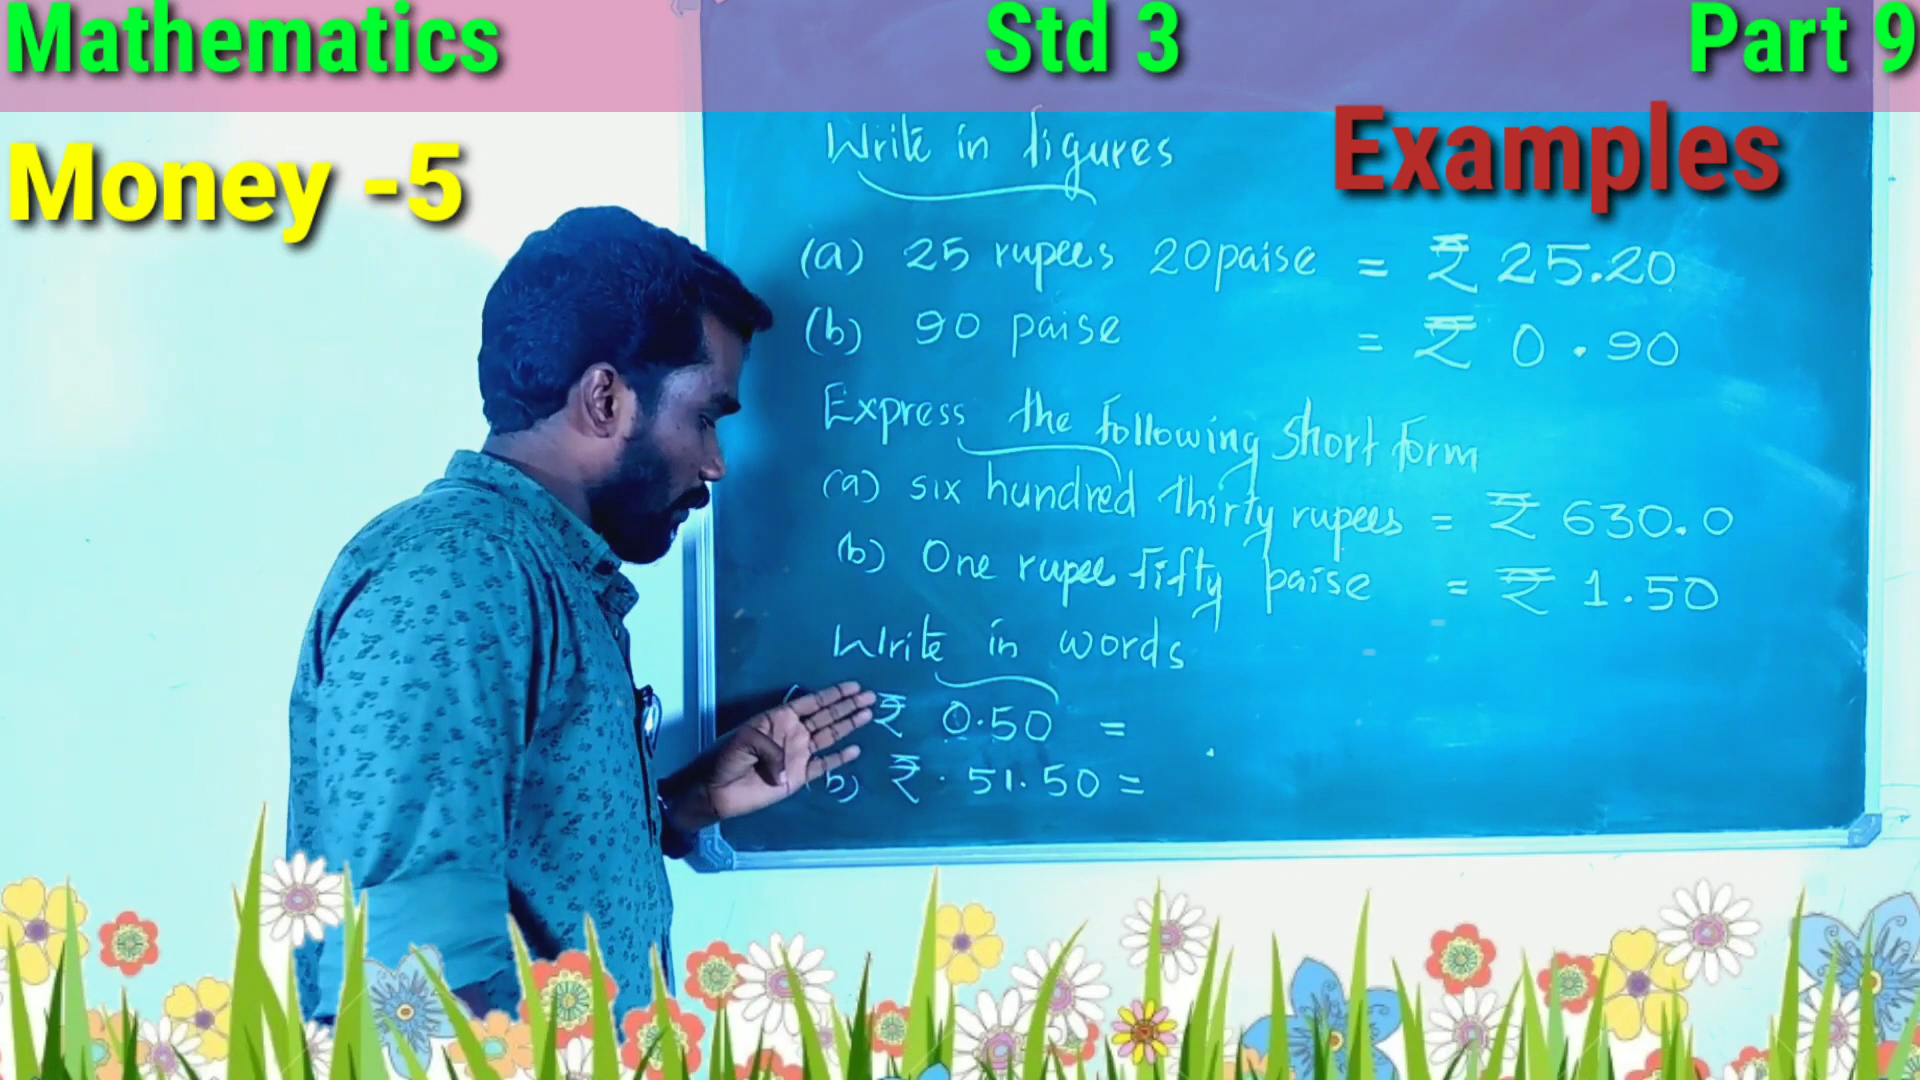 Mathematics Std 3 Part 9
Money -5 Examples
Write in figures
(a) 25 rupees 20 paise = ₹ 25.20
(b) 90 paise = ₹ 0.90
Express the following short form
(a) six hundred thirty rupees = ₹ 630.0
(b) One rupee fifty paise = ₹ 1.50
Write in words
₹ 0.50 =
(b) ₹. 51.50 =